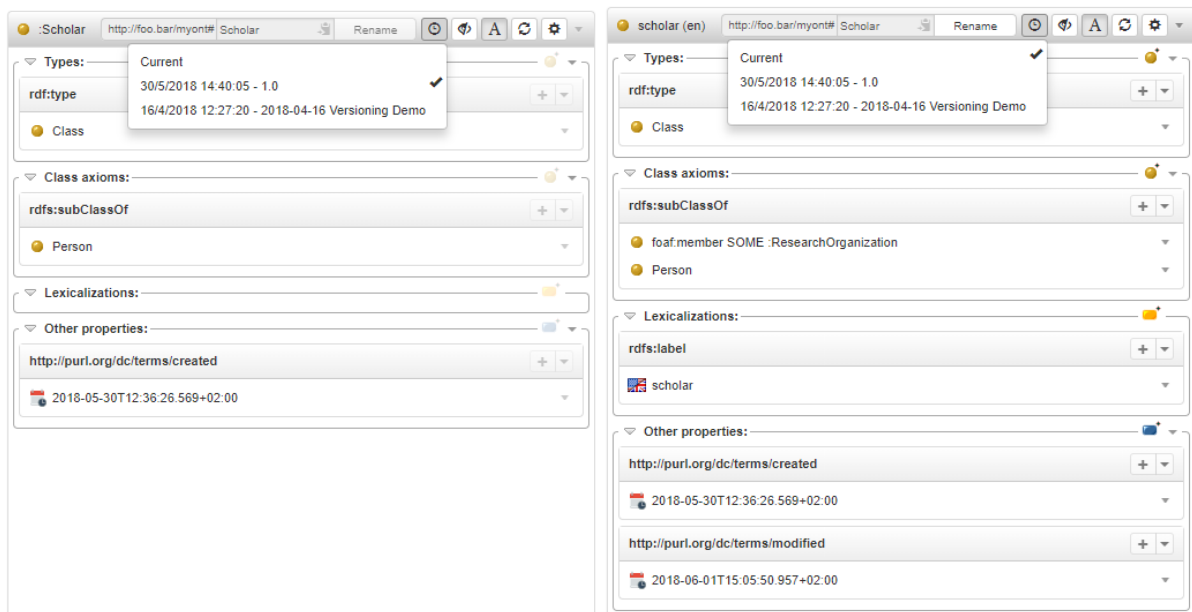 :Scholar
http://foo.bar/myont# Scholar
Rename
A
Types:
Current
30/5/2018 14:40:05 - 1.0
16/4/2018 12:27:20 - 2018-04-16 Versioning Demo
rdf:type
Class
Class axioms:
rdfs:subClassOf
Person
Lexicalizations:
Other properties:
http://purl.org/dc/terms/created
2018-05-30T12:36:26.569+02:00
scholar (en)
http://foo.bar/myont# Scholar
Rename
A
Types:
Current
30/5/2018 14:40:05 - 1.0
16/4/2018 12:27:20 - 2018-04-16 Versioning Demo
rdf:type
Class
Class axioms:
rdfs:subClassOf
foaf:member SOME :ResearchOrganization
Person
Lexicalizations:
rdfs:label
scholar
Other properties:
http://purl.org/dc/terms/created
2018-05-30T12:36:26.569+02:00
http://purl.org/dc/terms/modified
2018-06-01T15:05:50.957+02:00